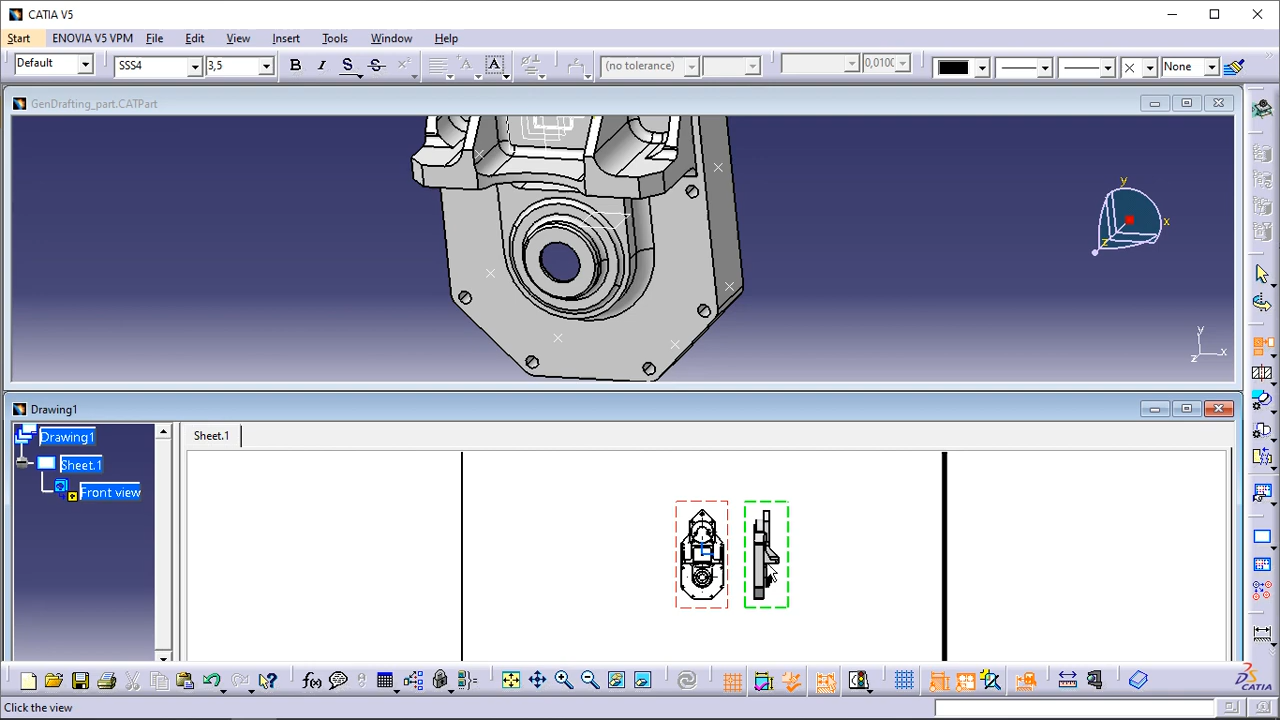 CATIA V5
Start ENOVIA V5 VPM File Edit View Insert Tools Window Help
Default SSS4 3,5 B I S S (no tolerance) 0,010( None
GenDrafting_part.CATPart
y
x
z
y
x
z
Drawing1
Drawing1 Sheet.1
Sheet.1
Front view
f(x)
CATIA
Click the view